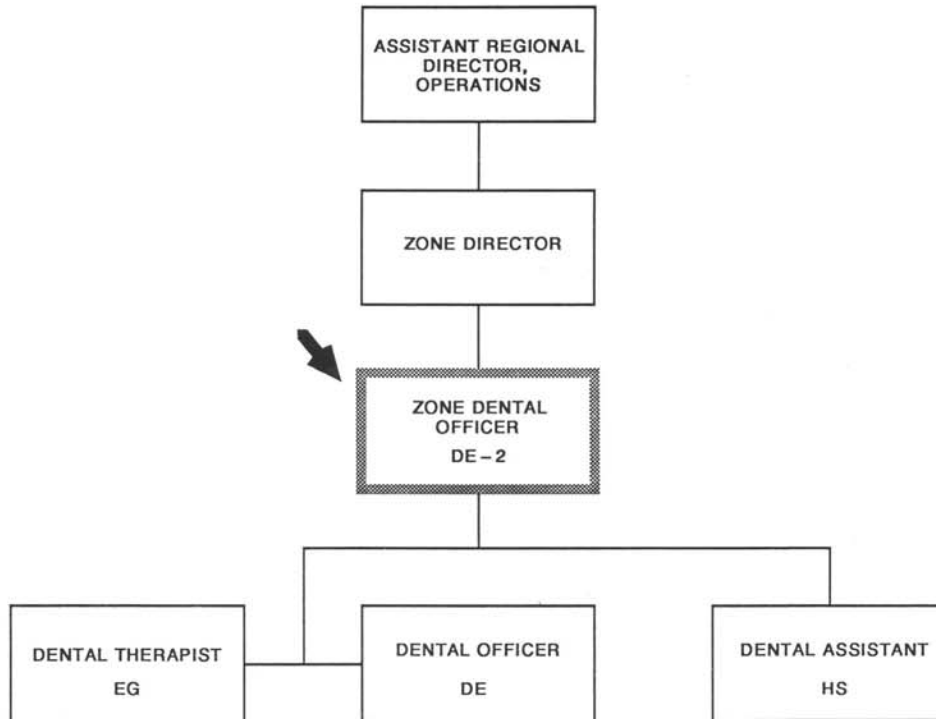 ASSISTANT REGIONAL
DIRECTOR,
OPERATIONS
ZONE DIRECTOR
ZONE DENTAL
OFFICER
DE-2
DENTAL THERAPIST
EG
DENTAL OFFICER
DE
DENTAL ASSISTANT
HS